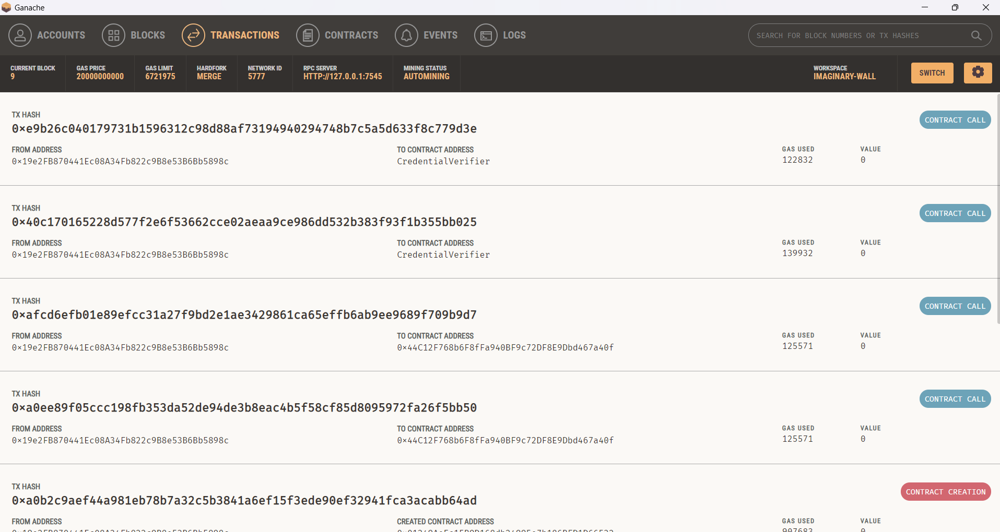 Ganache
ACCOUNTS BLOCKS TRANSACTIONS CONTRACTS EVENTS LOGS SEARCH FOR BLOCK NUMBERS OR TX HASHES
CURRENT BLOCK GAS PRICE GAS LIMIT HARDFORK NETWORK ID RPC SERVER MINING STATUS WORKSPACE
9 20000000000 6721975 MERGE 5777 HTTP://127.0.0.1:7545 AUTOMINING IMAGINARY-WALL SWITCH
TX HASH
0xe9b26c040179731b1596312c98d88af73194940294748b7c5a5d633f8c779d3e CONTRACT CALL
FROM ADDRESS TO CONTRACT ADDRESS GAS USED VALUE
0x19e2FB870441Ec08A34Fb822c9B8e53B6Bb5898c CredentialVerifier 122832 0
TX HASH
0x40c170165228d577f2e6f53662cce02aeaa9ce986dd532b383f93f1b355bb025 CONTRACT CALL
FROM ADDRESS TO CONTRACT ADDRESS GAS USED VALUE
0x19e2FB870441Ec08A34Fb822c9B8e53B6Bb5898c CredentialVerifier 139932 0
TX HASH
0xafcd6efb01e89efcc31a27f9bd2e1ae3429861ca65effb6ab9ee9689f709b9d7 CONTRACT CALL
FROM ADDRESS TO CONTRACT ADDRESS GAS USED VALUE
0x19e2FB870441Ec08A34Fb822c9B8e53B6Bb5898c 0x44C12F768b6F8fFa940BF9c72DF8E9Dbd467a40f 125571 0
TX HASH
0xa0ee89f05ccc198fb353da52de94de3b8eac4b5f58cf85d8095972fa26f5bb50 CONTRACT CALL
FROM ADDRESS TO CONTRACT ADDRESS GAS USED VALUE
0x19e2FB870441Ec08A34Fb822c9B8e53B6Bb5898c 0x44C12F768b6F8fFa940BF9c72DF8E9Dbd467a40f 125571 0
TX HASH
0xa0b2c9aef44a981eb78b7a32c5b3841a6ef15f3ede90ef32941fca3acabb64ad CONTRACT CREATION
FROM ADDRESS CREATED CONTRACT ADDRESS GAS USED VALUE
0x19e2FB870441Ec08A34Fb822c9B8e53B6Bb5898c 907683 0